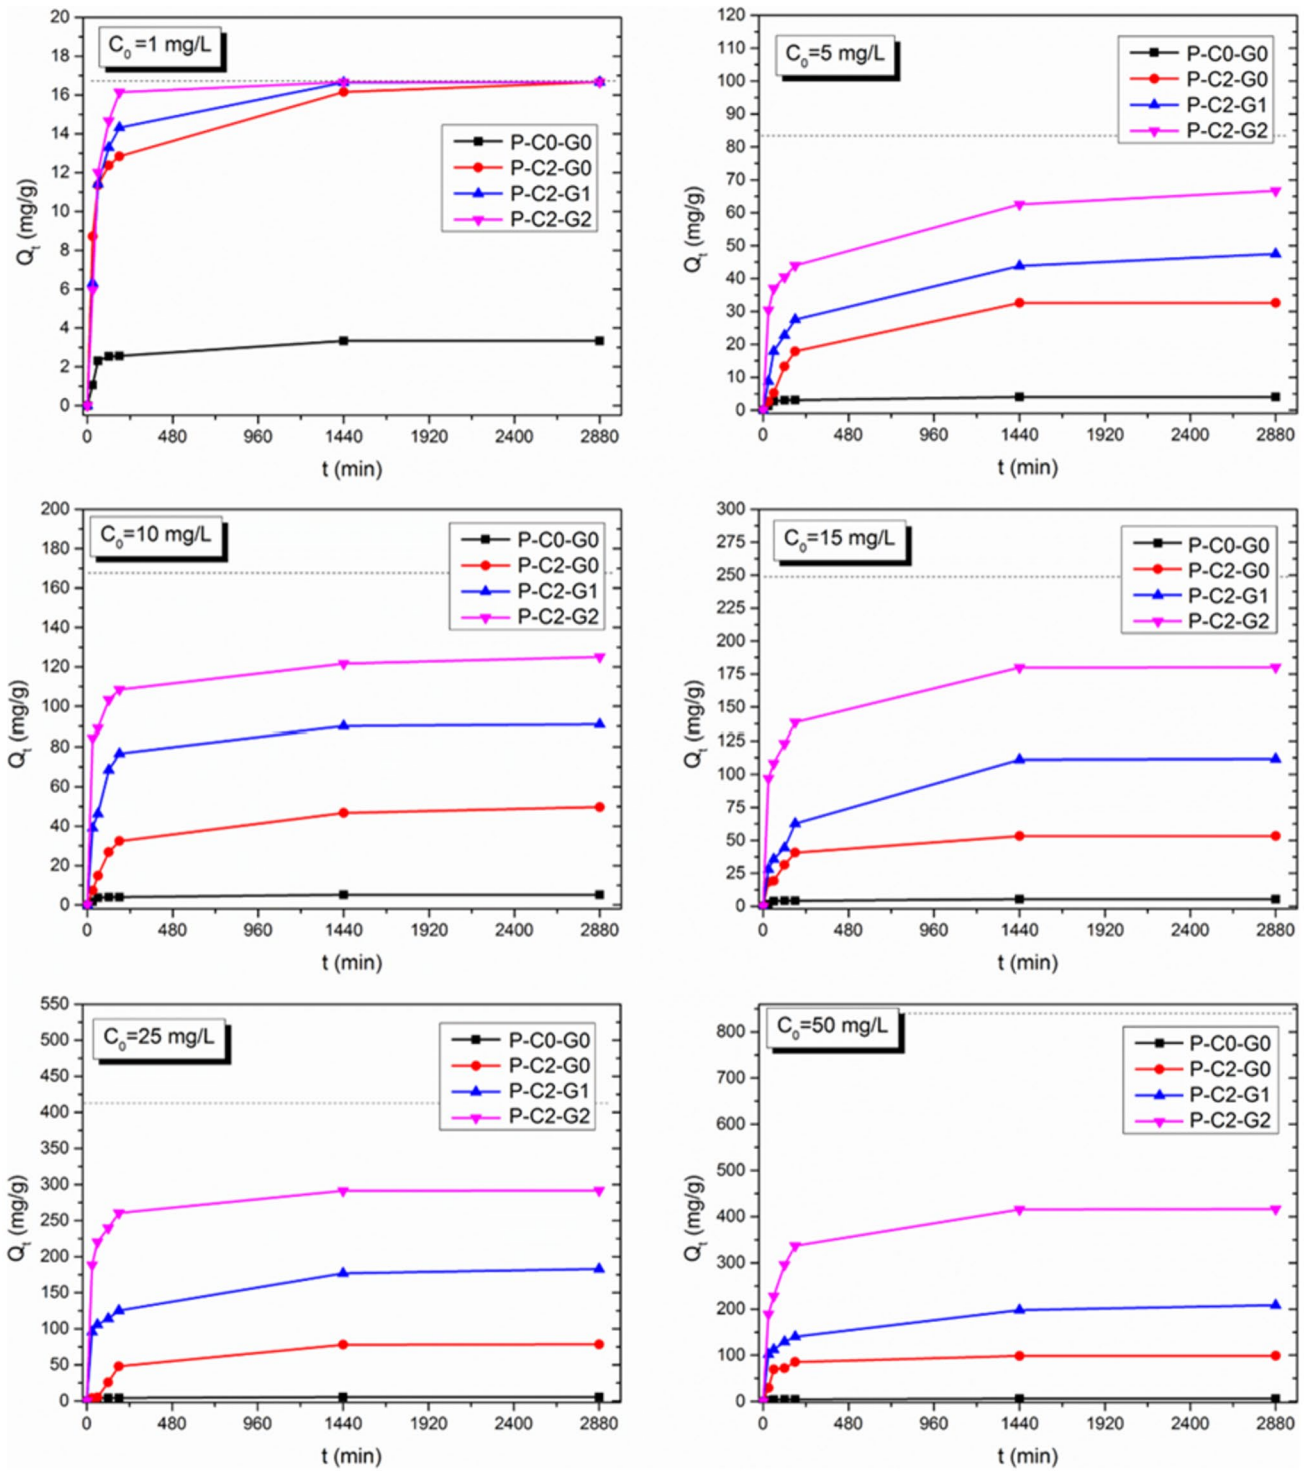 C0=1 mg/L
P-C0-G0
P-C2-G0
P-C2-G1
P-C2-G2
Qt (mg/g)
20
18
16
14
12
10
8
6
4
2
0
0 480 960 1440 1920 2400 2880
t (min)
C0=5 mg/L
P-C0-G0
P-C2-G0
P-C2-G1
P-C2-G2
Qt (mg/g)
120
110
100
90
80
70
60
50
40
30
20
10
0
0 480 960 1440 1920 2400 2880
t (min)
C0=10 mg/L
P-C0-G0
P-C2-G0
P-C2-G1
P-C2-G2
Qt (mg/g)
200
180
160
140
120
100
80
60
40
20
0
0 480 960 1440 1920 2400 2880
t (min)
C0=15 mg/L
P-C0-G0
P-C2-G0
P-C2-G1
P-C2-G2
Qt (mg/g)
300
275
250
225
200
175
150
125
100
75
50
25
0
0 480 960 1440 1920 2400 2880
t (min)
C0=25 mg/L
P-C0-G0
P-C2-G0
P-C2-G1
P-C2-G2
Qt (mg/g)
550
500
450
400
350
300
250
200
150
100
50
0
0 480 960 1440 1920 2400 2880
t (min)
C0=50 mg/L
P-C0-G0
P-C2-G0
P-C2-G1
P-C2-G2
Qt (mg/g)
800
700
600
500
400
300
200
100
0
0 480 960 1440 1920 2400 2880
t (min)